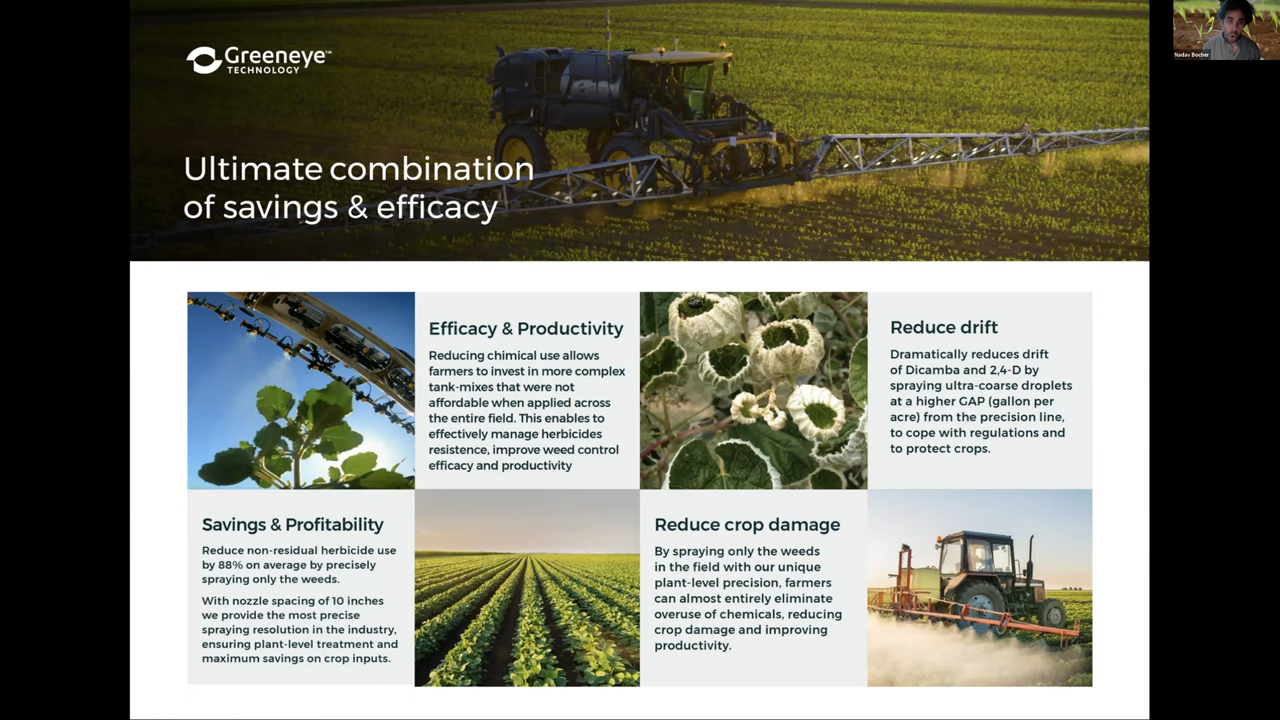 Greeneye™
TECHNOLOGY
Nadav Bocher
Ultimate combination
of savings & efficacy
Efficacy & Productivity
Reducing chimical use allows
farmers to invest in more complex
tank-mixes that were not
affordable when applied across
the entire field. This enables to
effectively manage herbicides
resistence, improve weed control
efficacy and productivity
Reduce drift
Dramatically reduces drift
of Dicamba and 2,4-D by
spraying ultra-coarse droplets
at a higher GAP (gallon per
acre) from the precision line,
to cope with regulations and
to protect crops.
Savings & Profitability
Reduce non-residual herbicide use
by 88% on average by precisely
spraying only the weeds.
With nozzle spacing of 10 inches
we provide the most precise
spraying resolution in the industry,
ensuring plant-level treatment and
maximum savings on crop inputs.
Reduce crop damage
By spraying only the weeds
in the field with our unique
plant-level precision, farmers
can almost entirely eliminate
overuse of chemicals, reducing
crop damage and improving
productivity.